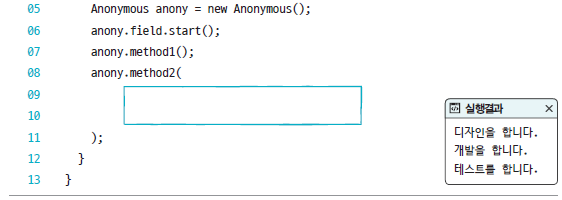 05 Anonymous anony = new Anonymous();
06 anony.field.start();
07 anony.method1();
08 anony.method2(
09
10
11 );
12 }
13 }
실행결과 ×
디자인을 합니다.
개발을 합니다.
테스트를 합니다.